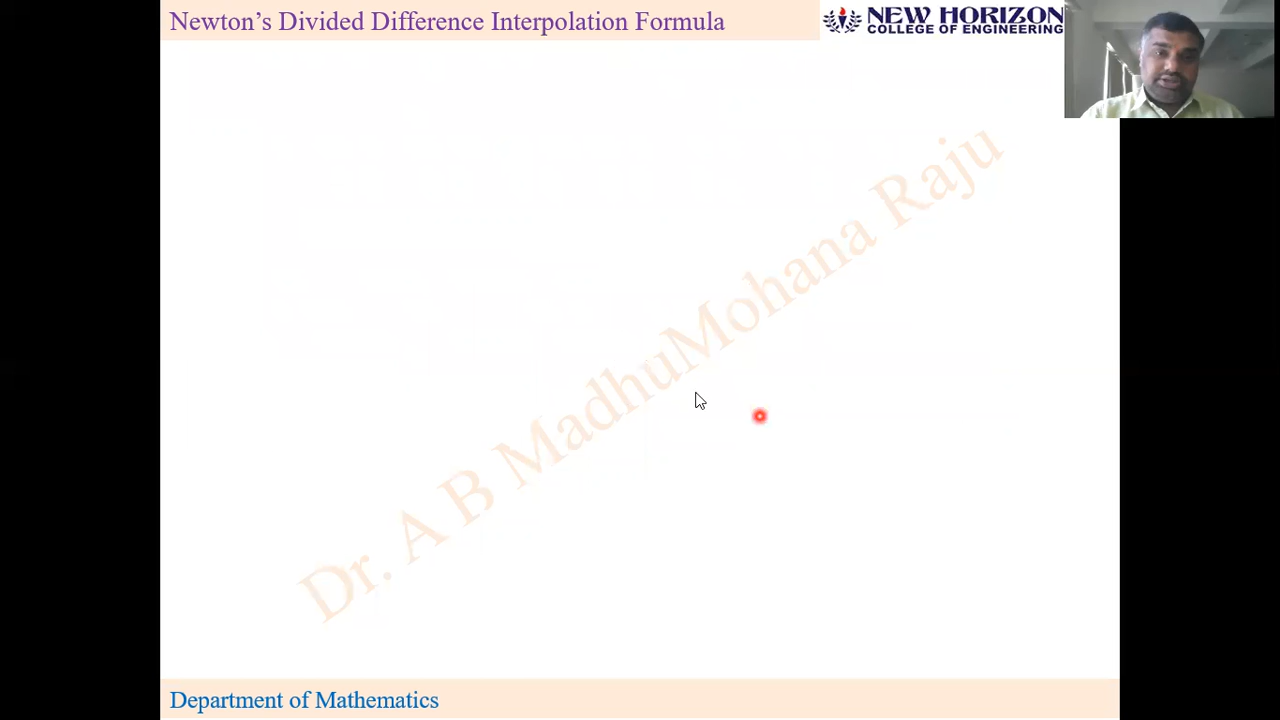 Newton’s Divided Difference Interpolation Formula
NEW HORIZON
COLLEGE OF ENGINEERING
Dr. A B MadhuMohana Raju
Department of Mathematics